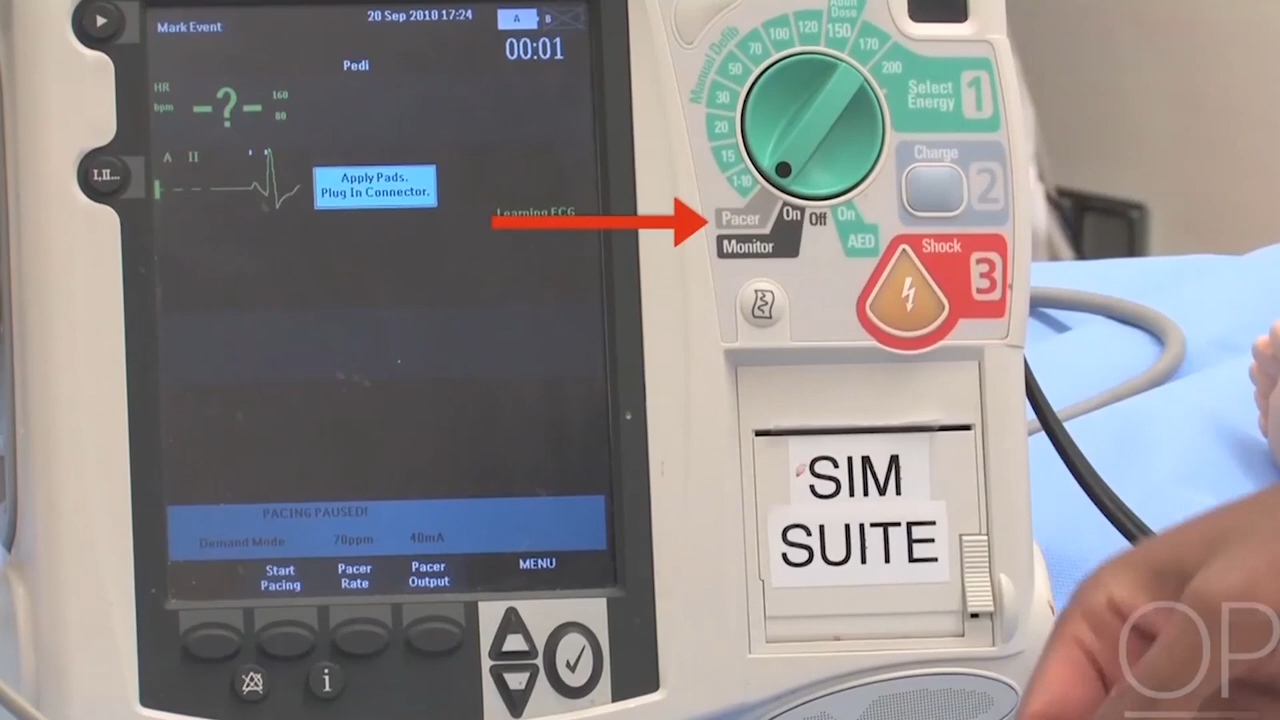 Mark Event
20 Sep 2010 17:24
A
B
00:01
Pedi
HR
bpm
-?-
160
80
A II
Apply Pads.
Plug In Connector.
Learning ECG
PACING PAUSED!
Demand Mode 70ppm 40mA
Start
Pacing
Pacer
Rate
Pacer
Output
MENU
I,II...
i
Manual Defib
1-10
15
20
30
50
70
100
120
150
170
200
Adult
Dose
Select
Energy
1
Charge
2
Pacer
Monitor
On
Off
On
AED
Shock
3
SIM
SUITE
OP